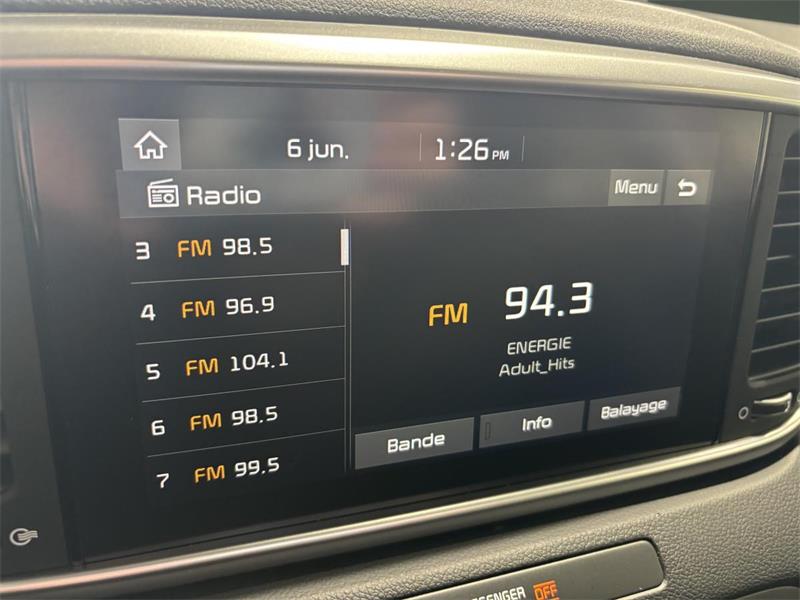 6 jun. 1:26 PM
Radio Menu
3 FM 98.5
4 FM 96.9
5 FM 104.1
6 FM 98.5
7 FM 99.5
FM 94.3
ENERGIE
Adult_Hits
Bande Info Balayage
OFF